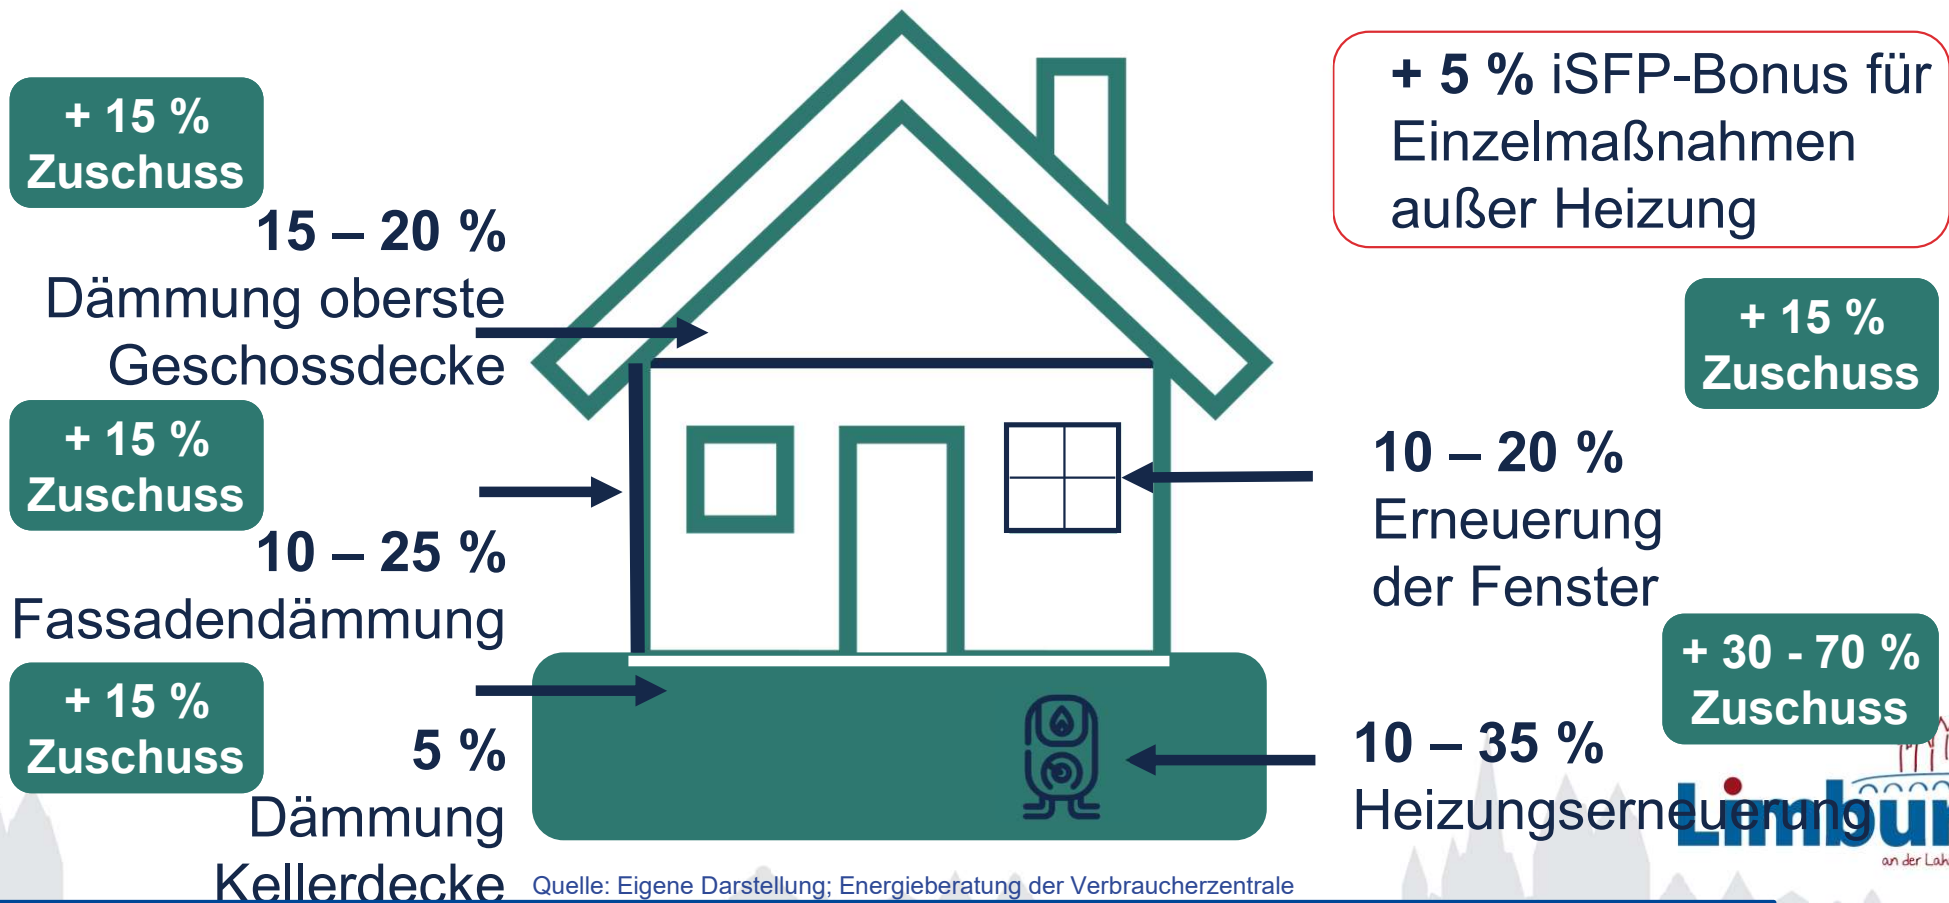 + 15 %
Zuschuss
15 – 20 %
Dämmung oberste
Geschossdecke
+ 15 %
Zuschuss
10 – 25 %
Fassadendämmung
+ 15 %
Zuschuss
5 %
Dämmung
Kellerdecke
+ 5 % iSFP-Bonus für
Einzelmaßnahmen
außer Heizung
+ 15 %
Zuschuss
10 – 20 %
Erneuerung
der Fenster
+ 30 - 70 %
Zuschuss
10 – 35 %
Heizungserneuerung
Limbur
an der Lah
Quelle: Eigene Darstellung; Energieberatung der Verbraucherzentrale